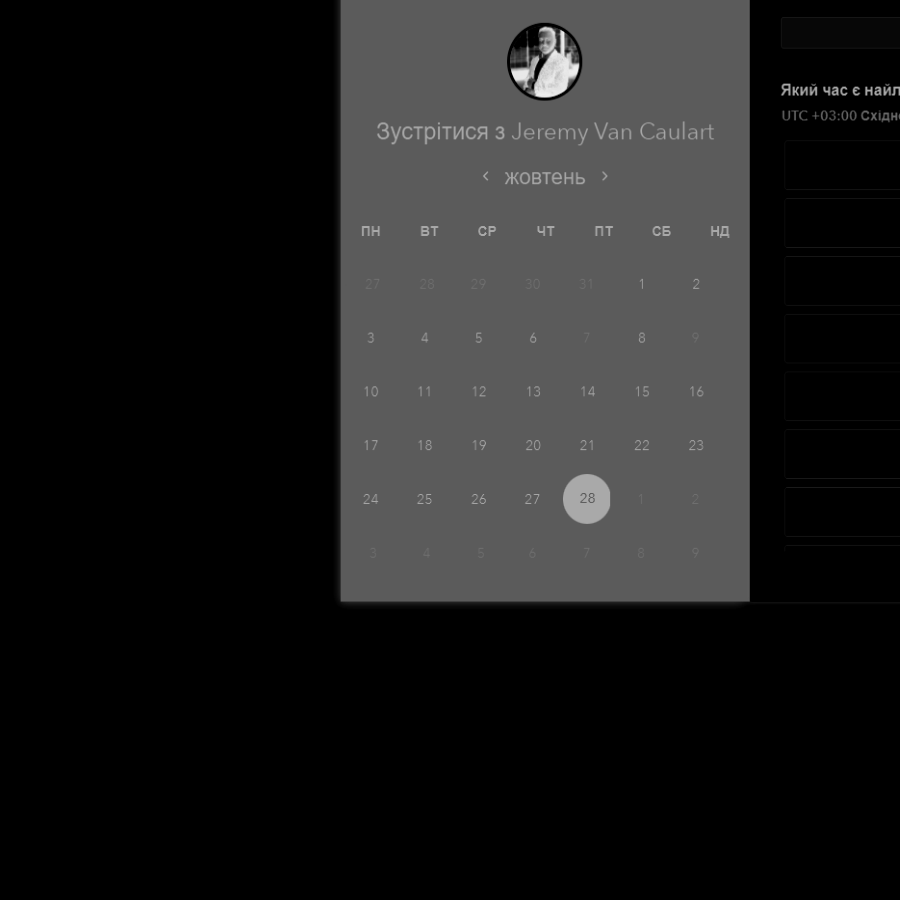 Зустрітися з Jeremy Van Caulart
жовтень
ПН ВТ СР ЧТ ПТ СБ НД
27 28 29 30 31 1 2
3 4 5 6 7 8 9
10 11 12 13 14 15 16
17 18 19 20 21 22 23
24 25 26 27 28 1 2
3 4 5 6 7 8 9
Який час є найл
UTC +03:00 Східн